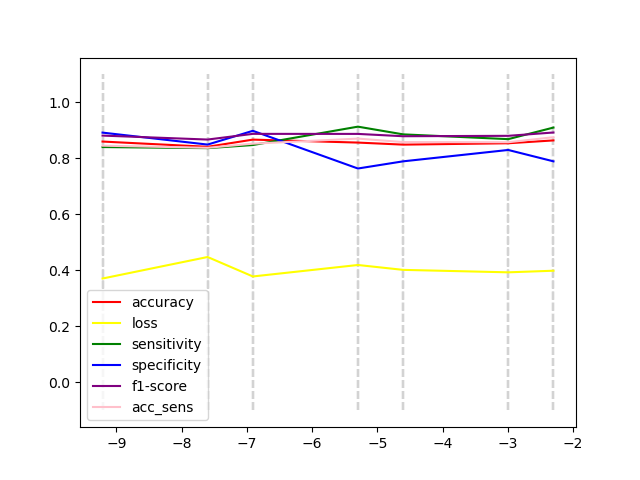 1.0
0.8
0.6
0.4
0.2
0.0
accuracy
loss
sensitivity
specificity
f1-score
acc_sens
−9 −8 −7 −6 −5 −4 −3 −2